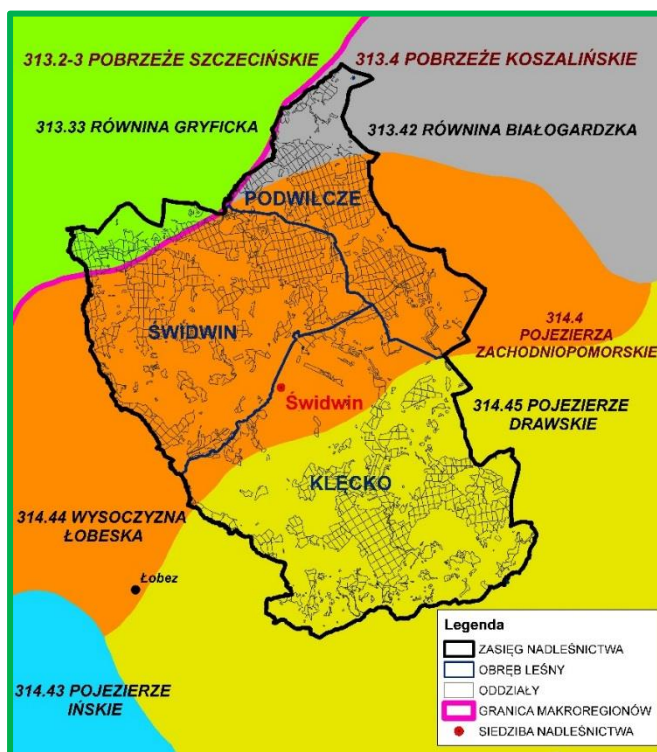 313.2-3 POBRZEŻE SZCZECIŃSKIE
313.4 POBRZEŻE KOSZALIŃSKIE
313.33 RÓWNINA GRYFICKA
313.42 RÓWNINA BIAŁOGARDZKA
PODWILCZE
ŚWIDWIN
314.4
POJEZIERZA
ZACHODNIOPOMORSKIE
Świdwin
314.45 POJEZIERZE
DRAWSKIE
KLĘCKO
314.44 WYSOCZYZNA
ŁOBESKA
Łobez
314.43 POJEZIERZE
IŃSKIE
Legenda
ZASIĘG NADLEŚNICTWA
OBRĘB LEŚNY
ODDZIAŁY
GRANICA MAKROREGIONÓW
SIEDZIBA NADLEŚNICTWA